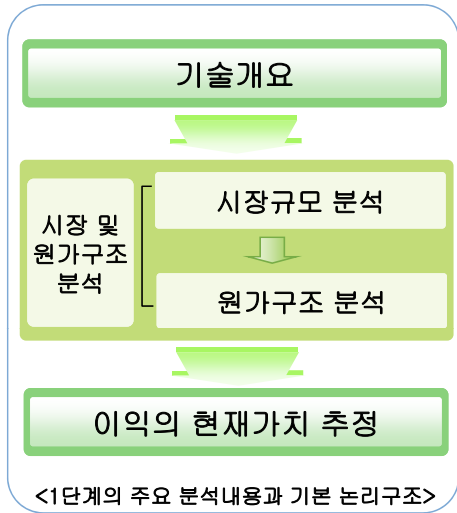 기술개요
시장 및
원가구조
분석
시장규모 분석
원가구조 분석
이익의 현재가치 추정
<1단계의 주요 분석내용과 기본 논리구조>